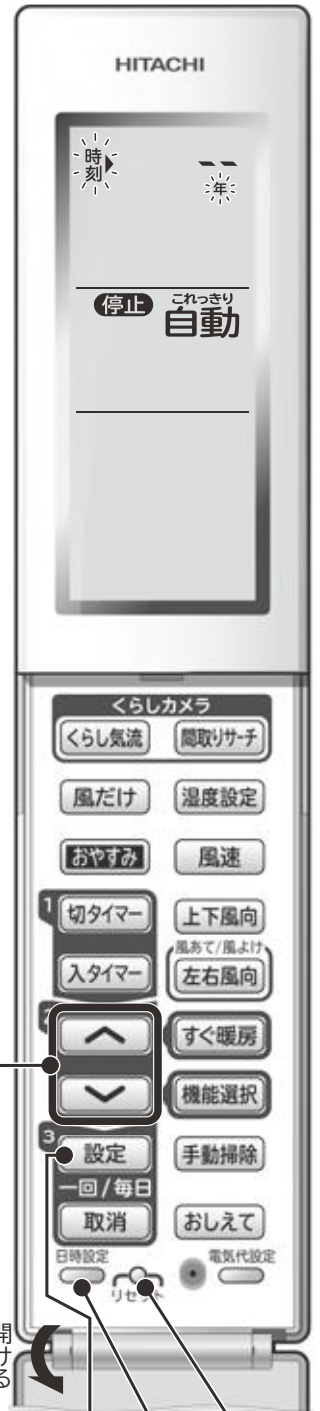 HITACHI
時刻
年
停止 これっきり自動
くらしカメラ
くらし気流 間取りサーチ
風だけ 湿度設定
おやすみ 風速
1 切タイマー 上下風向
風あて/風よけ
入タイマー 左右風向
2 すぐ暖房
機能選択
3 設定 手動掃除
一回/毎日
取消 おしえて
日時設定 電気代設定
リセット
開
け
る